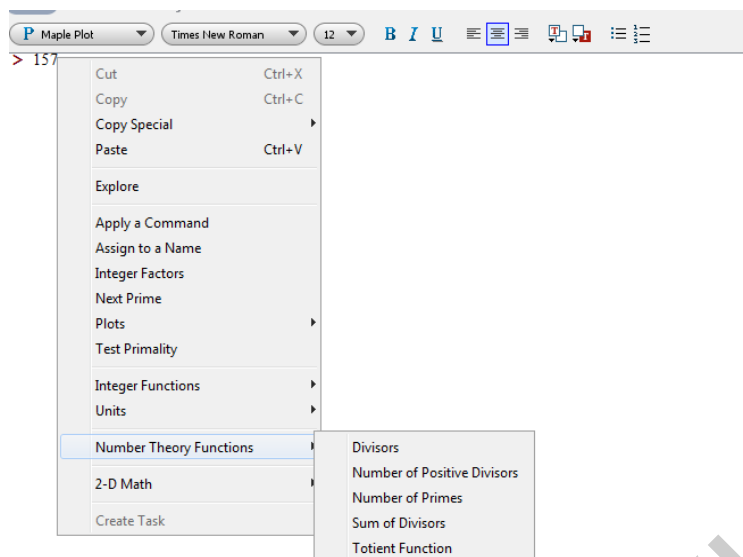 P Maple Plot Times New Roman 12 B I U
> 157
Cut Ctrl+X
Copy Ctrl+C
Copy Special
Paste Ctrl+V
Explore
Apply a Command
Assign to a Name
Integer Factors
Next Prime
Plots
Test Primality
Integer Functions
Units
Number Theory Functions
Divisors
2-D Math
Number of Positive Divisors
Number of Primes
Create Task
Sum of Divisors
Totient Function